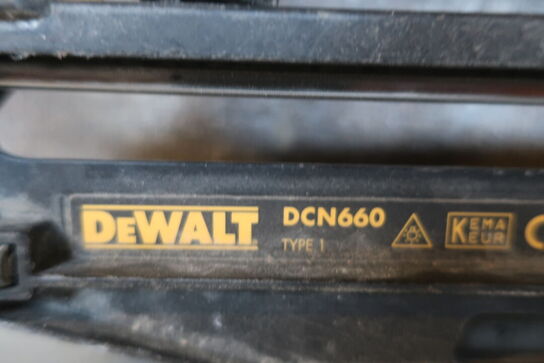 DEWALT DCN660
TYPE 1
KEMA
KEUR